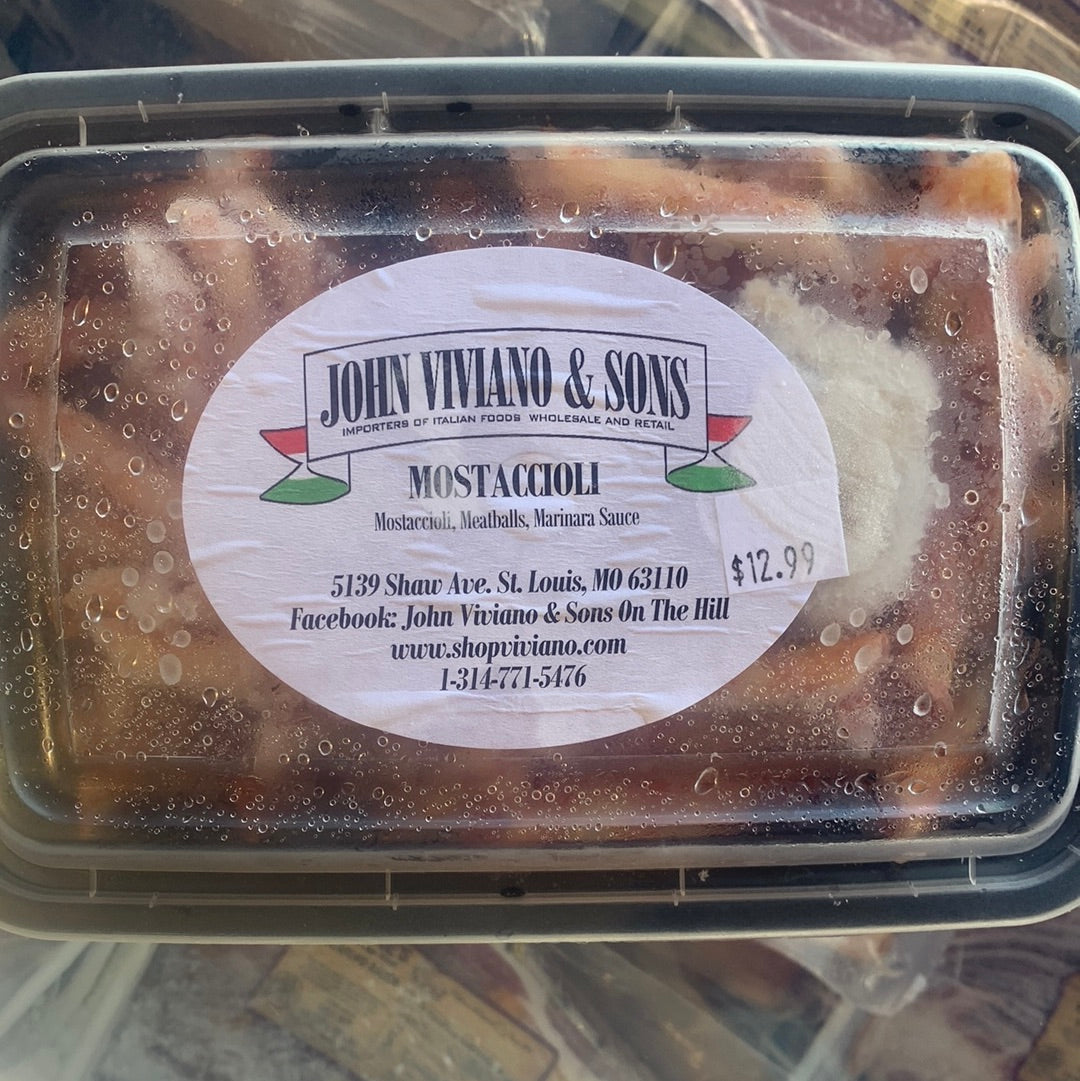 JOHN VIVIANO & SONS
IMPORTERS OF ITALIAN FOODS WHOLESALE AND RETAIL
MOSTACCIOLI
Mostaccioli, Meatballs, Marinara Sauce
$12.99
5139 Shaw Ave. St. Louis, MO 63110
Facebook: John Viviano & Sons On The Hill
www.shopviviano.com
1-314-771-5476